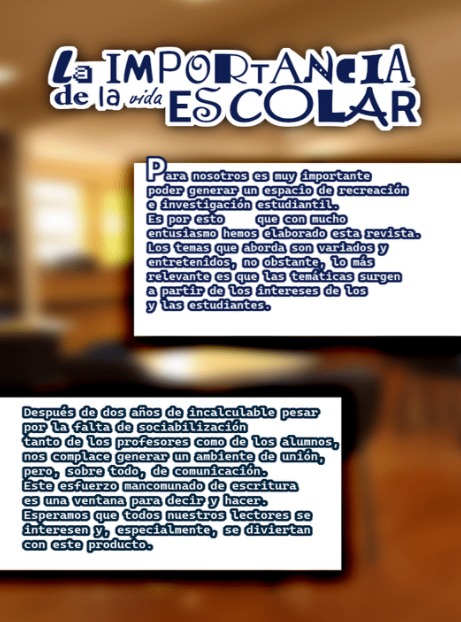 La IMPORTANCIA
de la vida ESCOLAR
Para nosotros es muy importante
poder generar un espacio de recreación
e investigación estudiantil.
Es por esto que con mucho
entusiasmo hemos elaborado esta revista.
Los temas que aborda son variados y
entretenidos, no obstante, lo más
relevante es que las temáticas surgen
a partir de los intereses de los
y las estudiantes.
Después de dos años de incalculable pesar
por la falta de sociabilización
tanto de los profesores como de los alumnos,
nos complace generar un ambiente de unión,
pero, sobre todo, de comunicación.
Este esfuerzo mancomunado de escritura
es una ventana para decir y hacer.
Esperamos que todos nuestros lectores se
interesen y, especialmente, se diviertan
con este producto.